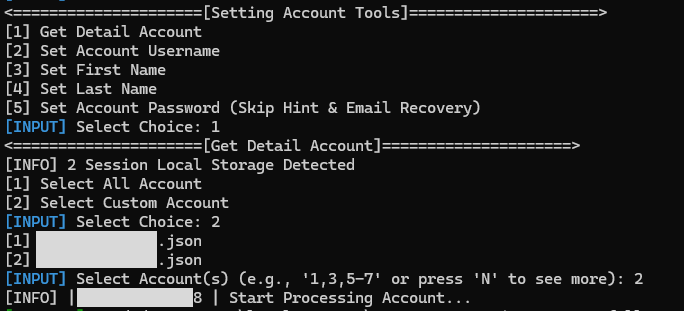 <=====================[Setting Account Tools]=====================>
[1] Get Detail Account
[2] Set Account Username
[3] Set First Name
[4] Set Last Name
[5] Set Account Password (Skip Hint & Email Recovery)
[INPUT] Select Choice: 1
<=====================[Get Detail Account]=====================>
[INFO] 2 Session Local Storage Detected
[1] Select All Account
[2] Select Custom Account
[INPUT] Select Choice: 2
[1] .json
[2] .json
[INPUT] Select Account(s) (e.g., '1,3,5-7' or press 'N' to see more): 2
[INFO] | 8 | Start Processing Account...